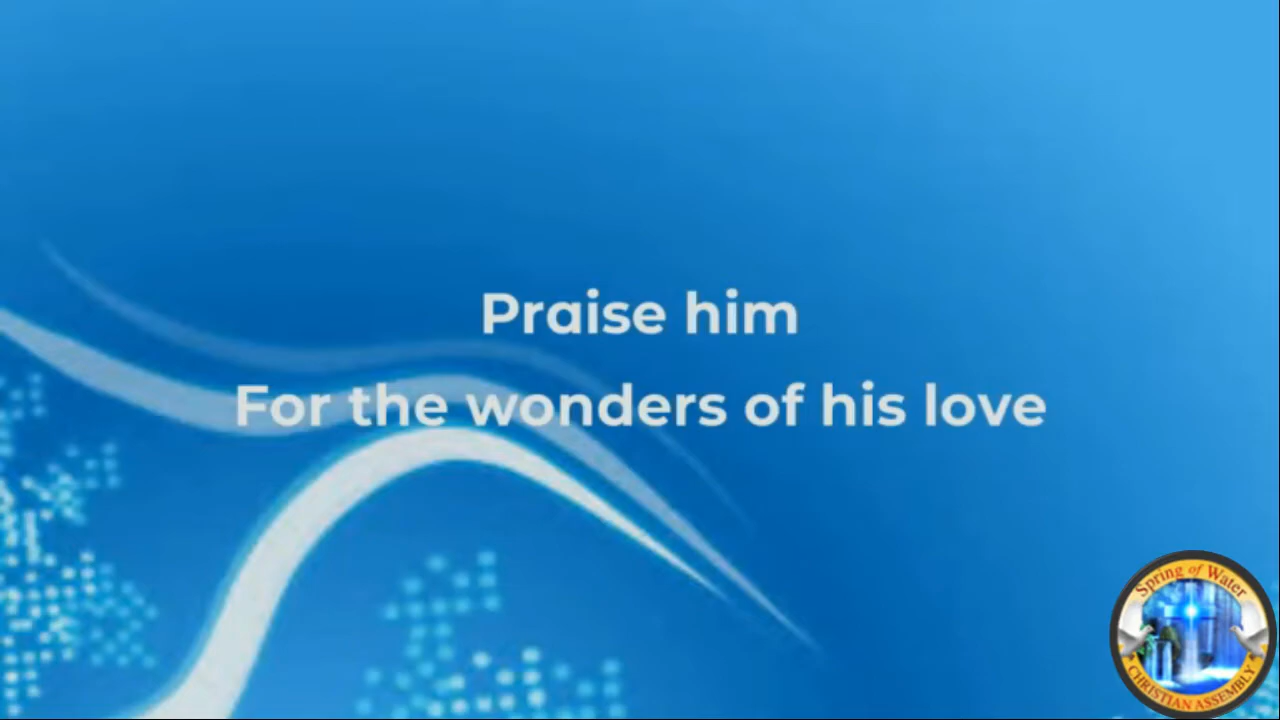 Praise him
For the wonders of his love
Spring of Water
CHRISTIAN ASSEMBLY